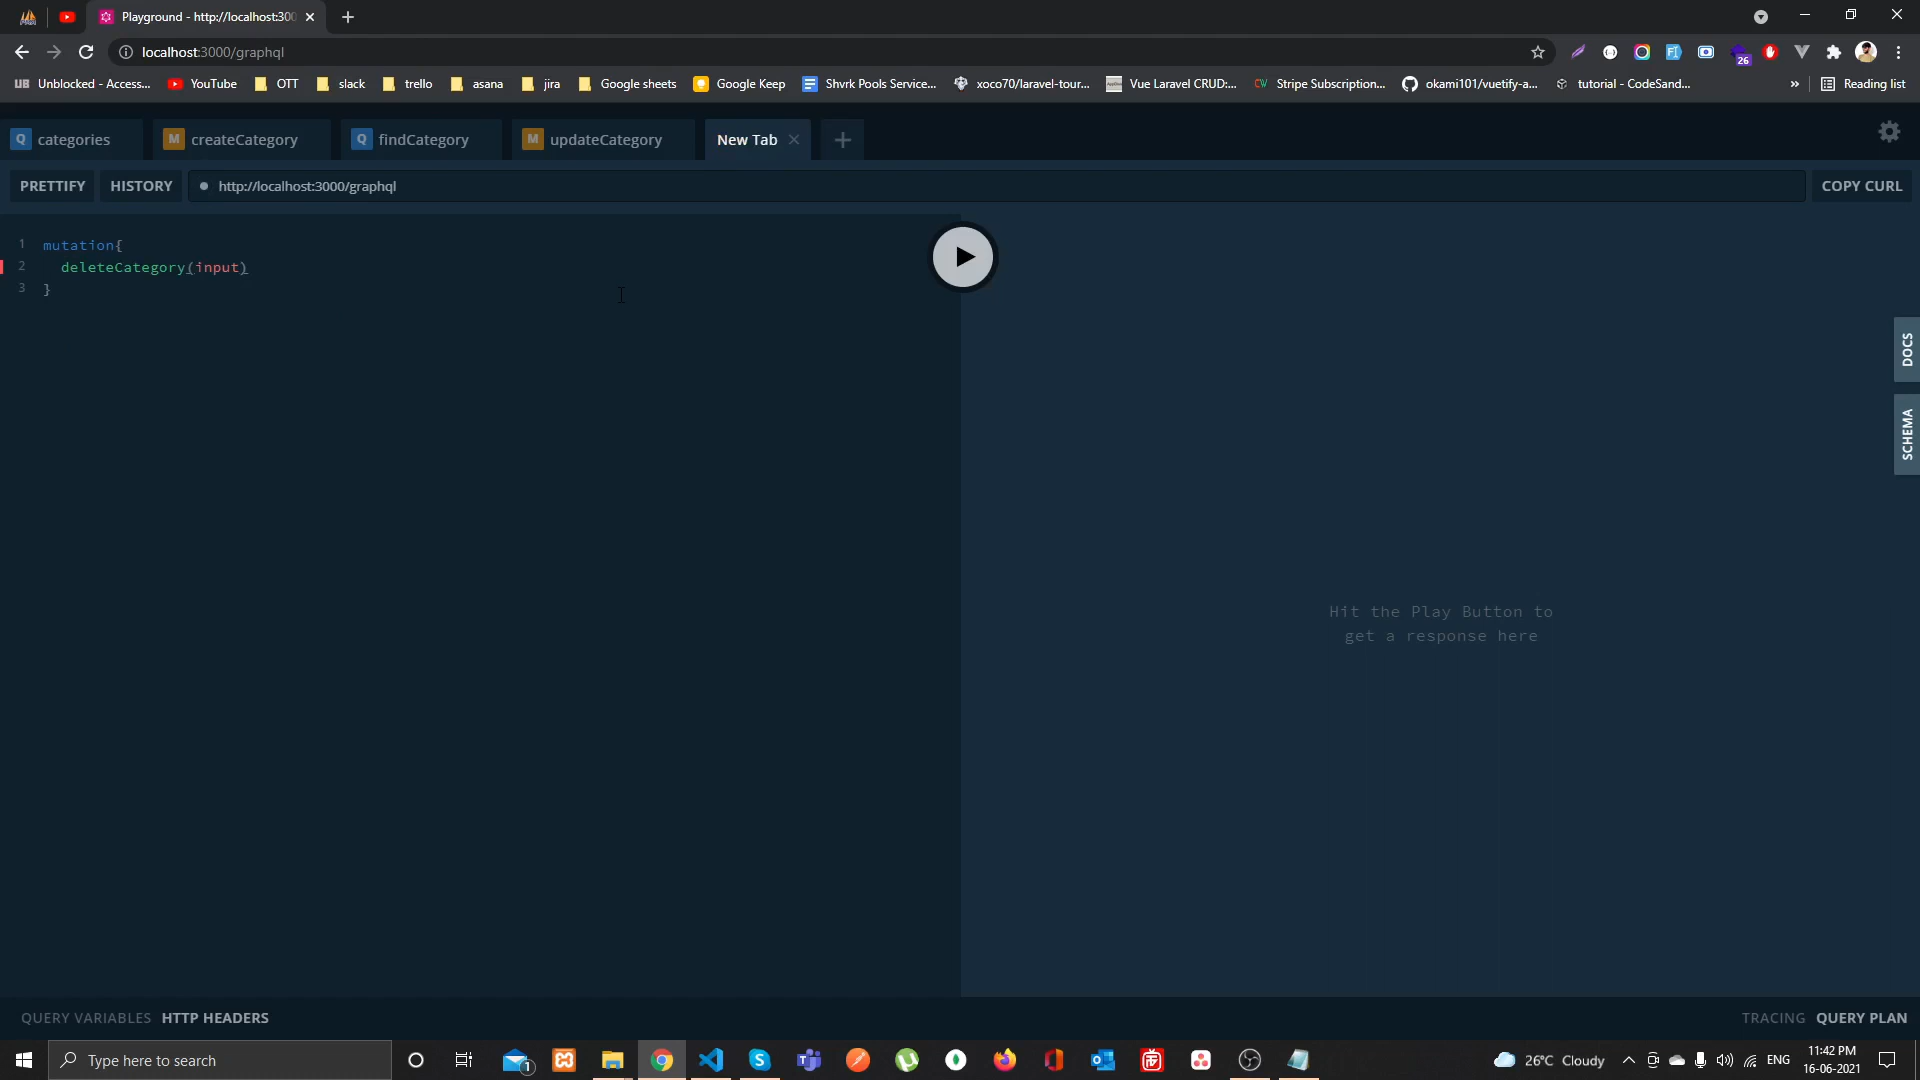 Playground - http://localhost:300
localhost:3000/graphql
26
UB Unblocked - Access... YouTube OTT slack trello asana jira Google sheets Google Keep Shvrk Pools Service... xoco70/laravel-tour... Vue Laravel CRUD:... CW Stripe Subscription... okami101/vuetify-a... tutorial - CodeSand... » Reading list
Q categories M createCategory Q findCategory M updateCategory New Tab
PRETTIFY HISTORY http://localhost:3000/graphql COPY CURL
1 mutation{
2 deleteCategory(input)
3 }
DOCS
SCHEMA
Hit the Play Button to
get a response here
QUERY VARIABLES HTTP HEADERS TRACING QUERY PLAN
Type here to search 1 26°C Cloudy ENG 11:42 PM
16-06-2021